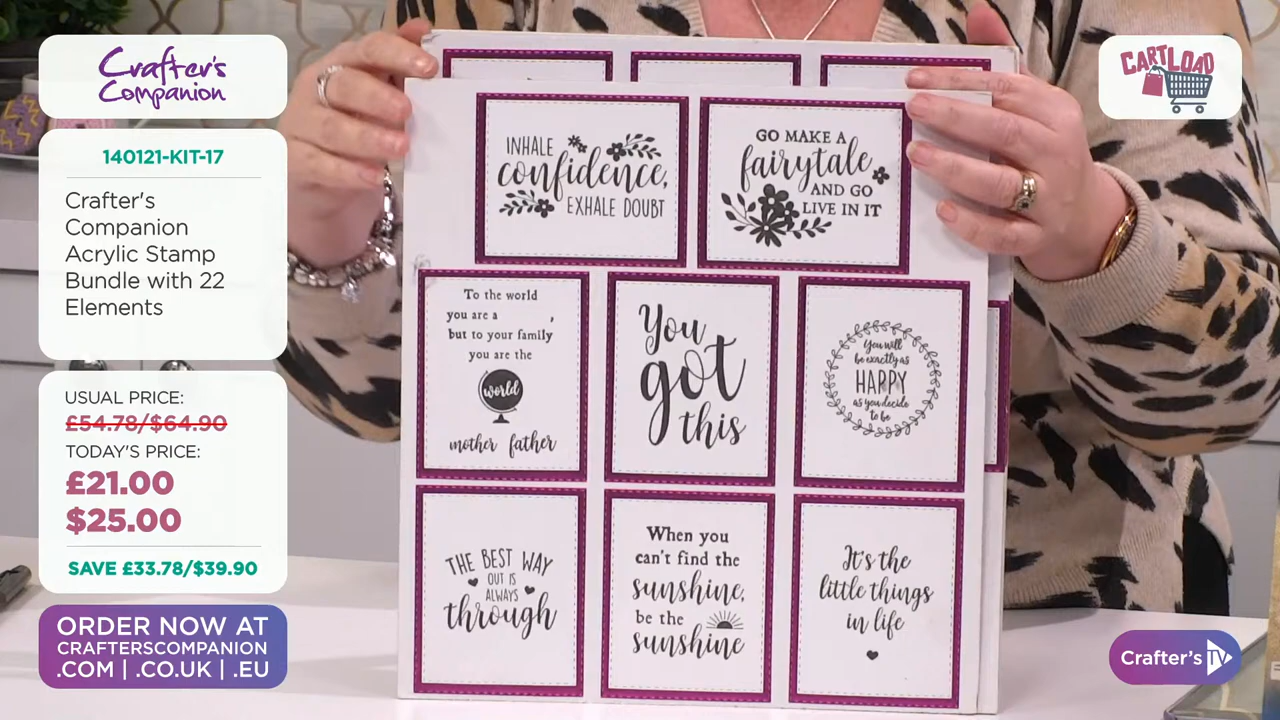 Crafter's
Companion
140121-KIT-17
Crafter's
Companion
Acrylic Stamp
Bundle with 22
Elements
USUAL PRICE:
£54.78/$64.90
TODAY'S PRICE:
£21.00
$25.00
SAVE £33.78/$39.90
ORDER NOW AT
CRAFTERSCOMPANION
.COM | .CO.UK | .EU
INHALE
confidence,
EXHALE DOUBT
GO MAKE A
fairytale
AND GO
LIVE IN IT
To the world
you are a ,
but to your family
you are the
world
mother father
You
got
this
You will
be exactly as
HAPPY
as you decide
to be
THE BEST WAY
OUT IS
ALWAYS
through
When you
can't find the
sunshine,
be the
sunshine
It's the
little things
in life
CARTLOAD
Crafter's TV